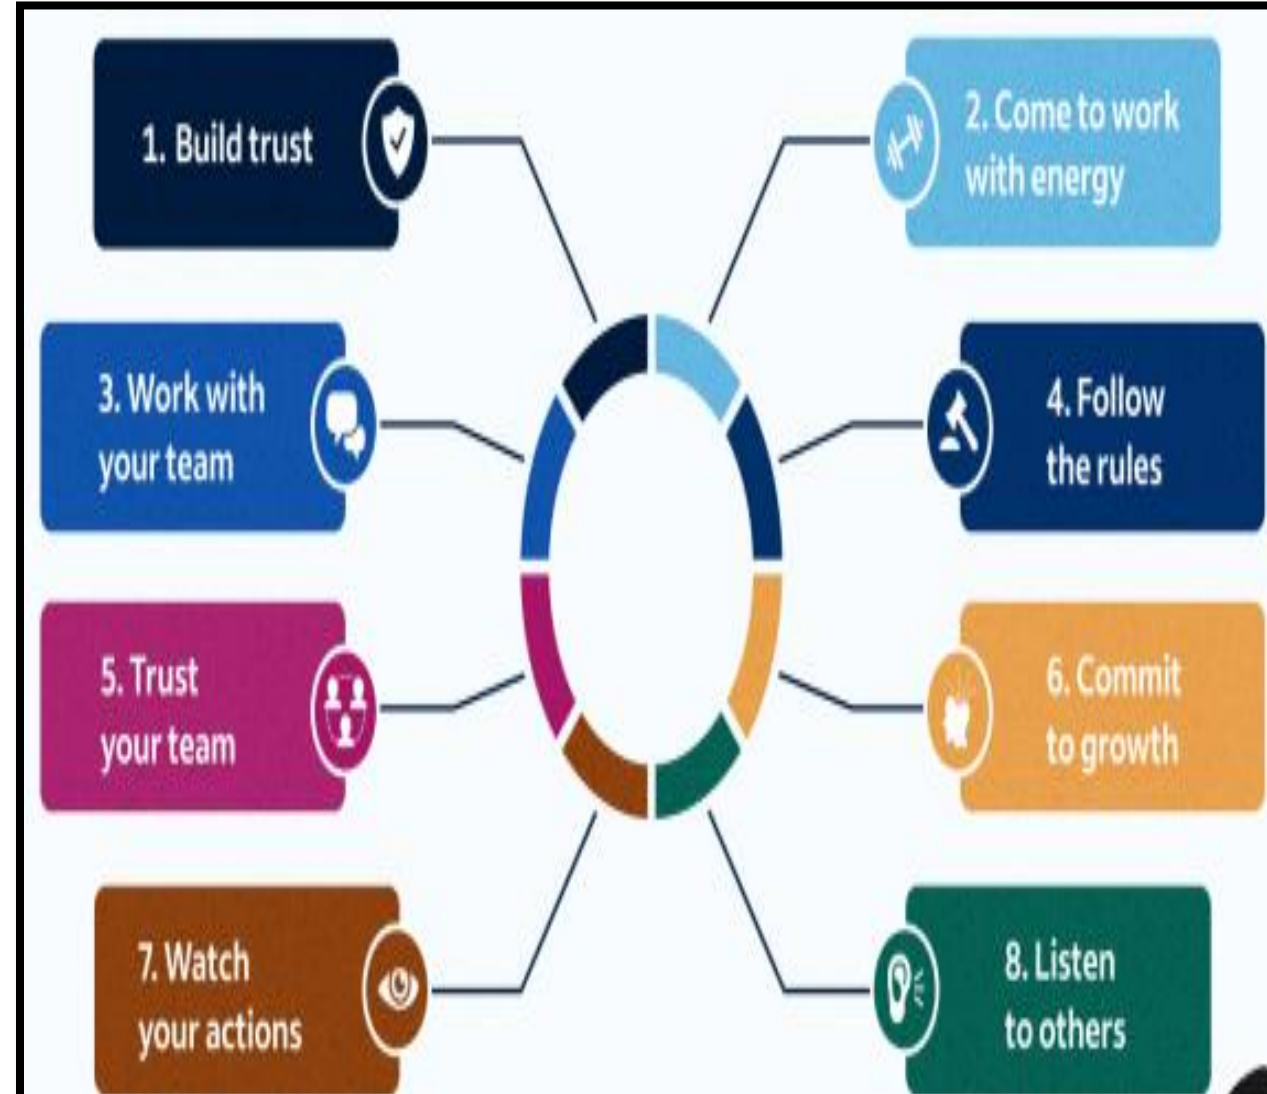 1. Build trust
2. Come to work
with energy
3. Work with
your team
4. Follow
the rules
5. Trust
your team
6. Commit
to growth
7. Watch
your actions
8. Listen
to others